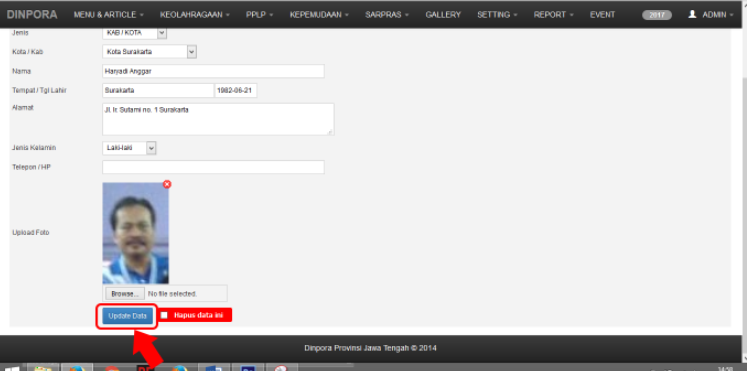 DINPORA MENU & ARTICLE KEOLAHRAGAAN PPLP KEPEMUDAAN SARPRAS GALLERY SETTING REPORT EVENT 2017 ADMIN
Jenis KAB / KOTA
Kota / Kab Kota Surakarta
Nama Haryadi Anggar
Tempat / Tgl Lahir Surakarta 1982-06-21
Alamat Jl. Ir. Sutami no. 1 Surakarta
Jenis Kelamin Laki-laki
Telepon / HP
Upload Foto
Browse... No file selected.
Update Data Hapus data ini
Dinpora Provinsi Jawa Tengah © 2014
14:58